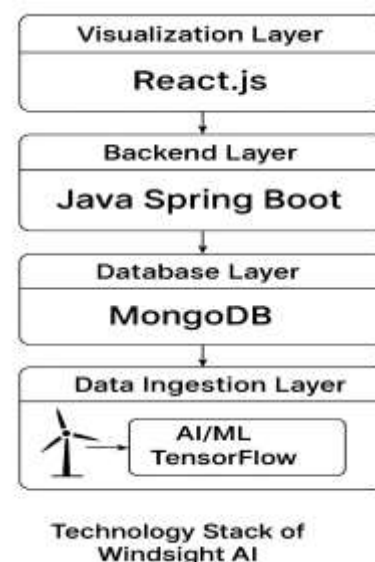 Visualization Layer
React.js
Backend Layer
Java Spring Boot
Database Layer
MongoDB
Data Ingestion Layer
AI/ML
TensorFlow
Technology Stack of
Windsight AI